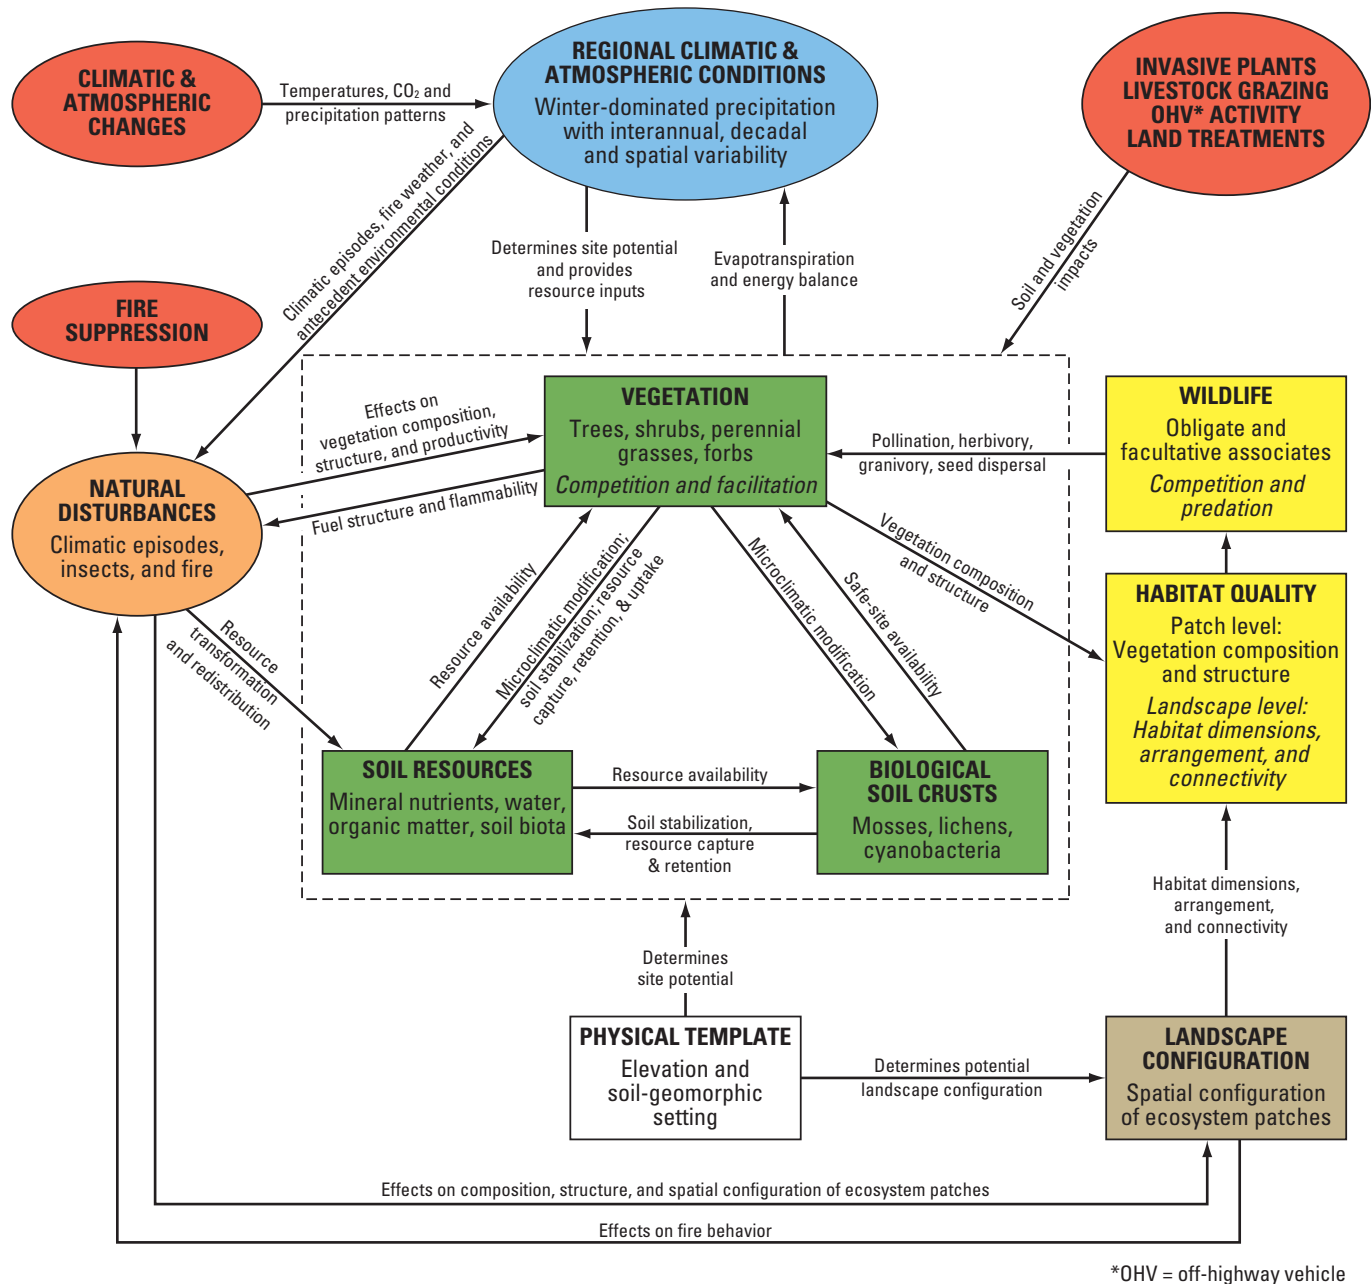 CLIMATIC &
ATMOSPHERIC
CHANGES
Temperatures, CO₂ and
precipitation patterns
REGIONAL CLIMATIC &
ATMOSPHERIC CONDITIONS
Winter-dominated precipitation
with interannual, decadal
and spatial variability
INVASIVE PLANTS
LIVESTOCK GRAZING
OHV* ACTIVITY
LAND TREATMENTS
Climatic episodes, fire weather, and
antecedent environmental conditions
Determines site potential
and provides
resource inputs
Evapotranspiration
and energy balance
Soil and vegetation
impacts
FIRE
SUPPRESSION
Effects on
vegetation composition,
structure, and productivity
VEGETATION
Trees, shrubs, perennial
grasses, forbs
Competition and facilitation
Pollination, herbivory,
granivory, seed dispersal
WILDLIFE
Obligate and
facultative associates
Competition and
predation
NATURAL
DISTURBANCES
Climatic episodes,
insects, and fire
Fuel structure and flammability
Resource
transformation
and redistribution
Resource availability
Microclimatic modification;
soil stabilization; resource
capture, retention, & uptake
Microclimatic modification
Safe-site availability
Vegetation composition
and structure
HABITAT QUALITY
Patch level:
Vegetation composition
and structure
Landscape level:
Habitat dimensions,
arrangement, and
connectivity
SOIL RESOURCES
Mineral nutrients, water,
organic matter, soil biota
Resource availability
Soil stabilization,
resource capture
& retention
BIOLOGICAL
SOIL CRUSTS
Mosses, lichens,
cyanobacteria
Habitat dimensions,
arrangement,
and connectivity
Determines
site potential
PHYSICAL TEMPLATE
Elevation and
soil-geomorphic
setting
Determines potential
landscape configuration
LANDSCAPE
CONFIGURATION
Spatial configuration
of ecosystem patches
Effects on composition, structure, and spatial configuration of ecosystem patches
Effects on fire behavior
*OHV = off-highway vehicle